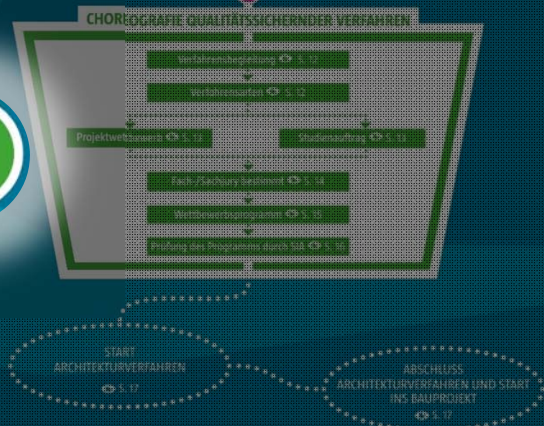 CHOREOGRAFIE QUALITÄTSSICHERNDER VERFAHREN
Verfahrensbegleitung S. 12
Verfahrensarten S. 12
Projektwettbewerb S. 13
Studienauftrag S. 13
Fach-/Sachjury bestimmt S. 14
Wettbewerbsprogramm S. 15
Prüfung des Programms durch SIA S. 16
START
ARCHITEKTURVERFAHREN
S. 17
ABSCHLUSS
ARCHITEKTURVERFAHREN UND START
INS BAUPROJEKT
S. 17